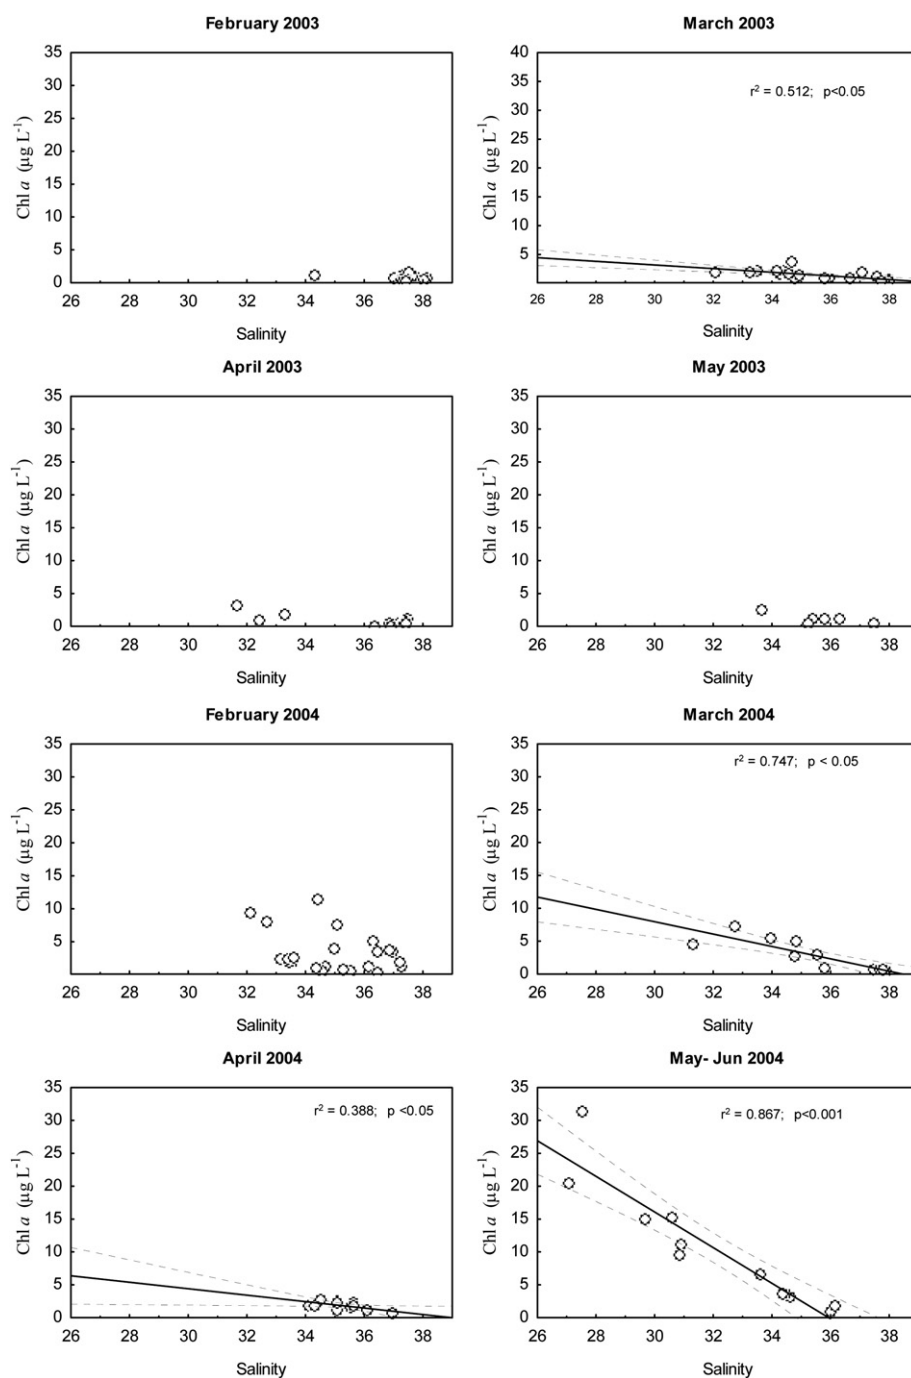 February 2003
35
30
25
20
15
10
5
0
Chl a (µg L⁻¹)
26 28 30 32 34 36 38
Salinity
March 2003
r² = 0.512; p<0.05
40
35
30
25
20
15
10
5
Chl a (µg L⁻¹)
26 28 30 32 34 36 38
Salinity
April 2003
35
30
25
20
15
10
5
0
Chl a (µg L⁻¹)
26 28 30 32 34 36 38
Salinity
May 2003
35
30
25
20
15
10
5
0
Chl a (µg L⁻¹)
26 28 30 32 34 36 38
Salinity
February 2004
35
30
25
20
15
10
5
0
Chl a (µg L⁻¹)
26 28 30 32 34 36 38
Salinity
March 2004
r² = 0.747; p < 0.05
35
30
25
20
15
10
5
0
Chl a (µg L⁻¹)
26 28 30 32 34 36 38
Salinity
April 2004
r² = 0.388; p <0.05
35
30
25
20
15
10
5
0
Chl a (µg L⁻¹)
26 28 30 32 34 36 38
Salinity
May- Jun 2004
r² = 0.867; p<0.001
35
30
25
20
15
10
5
0
Chl a (µg L⁻¹)
26 28 30 32 34 36 38
Salinity